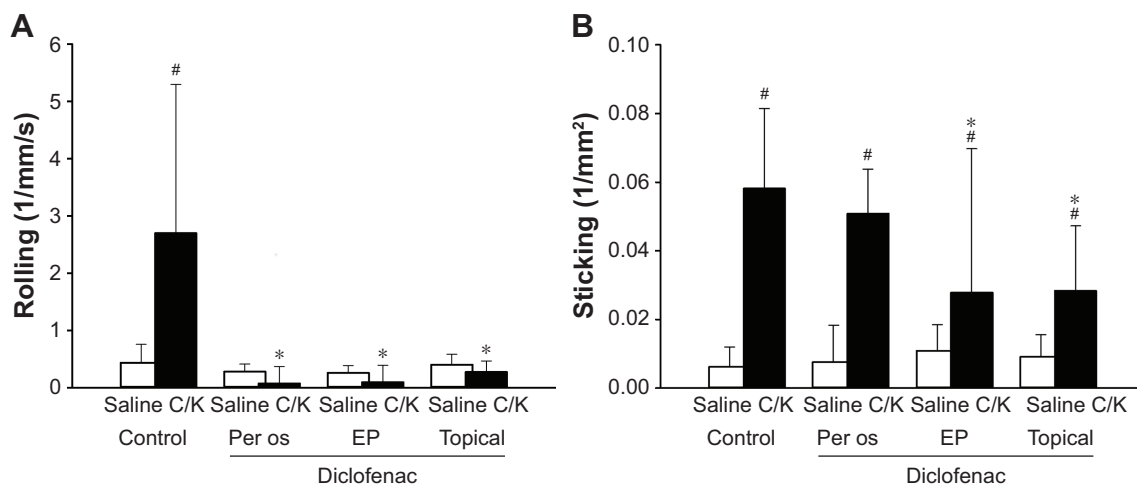 A
Rolling (1/mm/s)
6
5
4
3
2
1
0
#
*
*
*
Saline C/K Saline C/K Saline C/K Saline C/K
Control Per os EP Topical
Diclofenac
B
Sticking (1/mm²)
0.10
0.08
0.06
0.04
0.02
0.00
#
#
*
#
*
#
Saline C/K Saline C/K Saline C/K Saline C/K
Control Per os EP Topical
Diclofenac